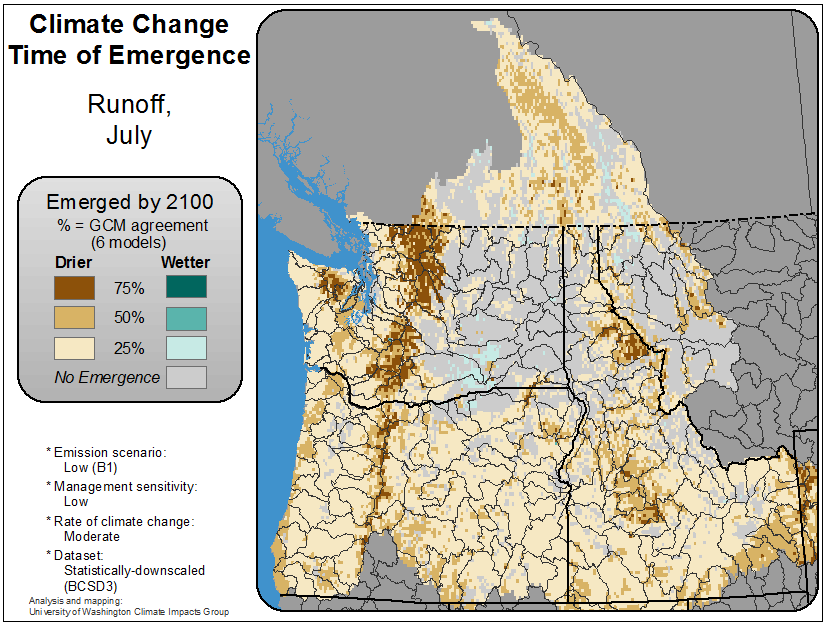 Climate Change
Time of Emergence
Runoff,
July
Emerged by 2100
% = GCM agreement
(6 models)
Drier Wetter
75%
50%
25%
No Emergence
* Emission scenario:
Low (B1)
* Management sensitivity:
Low
* Rate of climate change:
Moderate
* Dataset:
Statistically-downscaled
(BCSD3)
Analysis and mapping:
University of Washington Climate Impacts Group